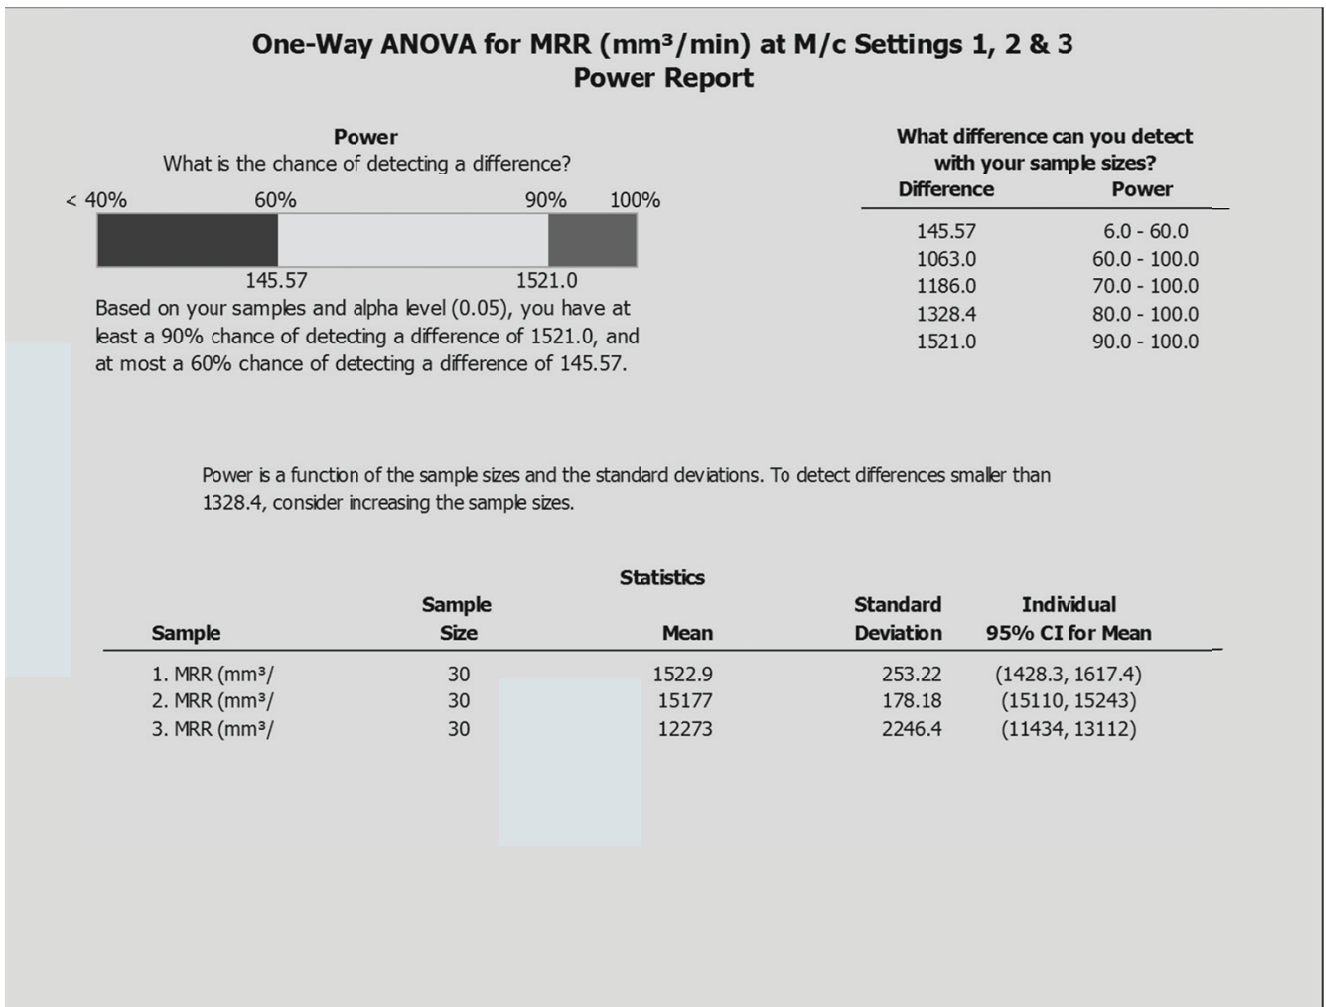 One-Way ANOVA for MRR (mm³/min) at M/c Settings 1, 2 & 3
Power Report
Power
What is the chance of detecting a difference?
< 40% 60% 90% 100%
145.57 1521.0
Based on your samples and alpha level (0.05), you have at
least a 90% chance of detecting a difference of 1521.0, and
at most a 60% chance of detecting a difference of 145.57.
What difference can you detect
with your sample sizes?
Difference Power
145.57 6.0 - 60.0
1063.0 60.0 - 100.0
1186.0 70.0 - 100.0
1328.4 80.0 - 100.0
1521.0 90.0 - 100.0
Power is a function of the sample sizes and the standard deviations. To detect differences smaller than
1328.4, consider increasing the sample sizes.
Statistics
Sample Standard Individual
Sample Size Mean Deviation 95% CI for Mean
1. MRR (mm³/ 30 1522.9 253.22 (1428.3, 1617.4)
2. MRR (mm³/ 30 15177 178.18 (15110, 15243)
3. MRR (mm³/ 30 12273 2246.4 (11434, 13112)